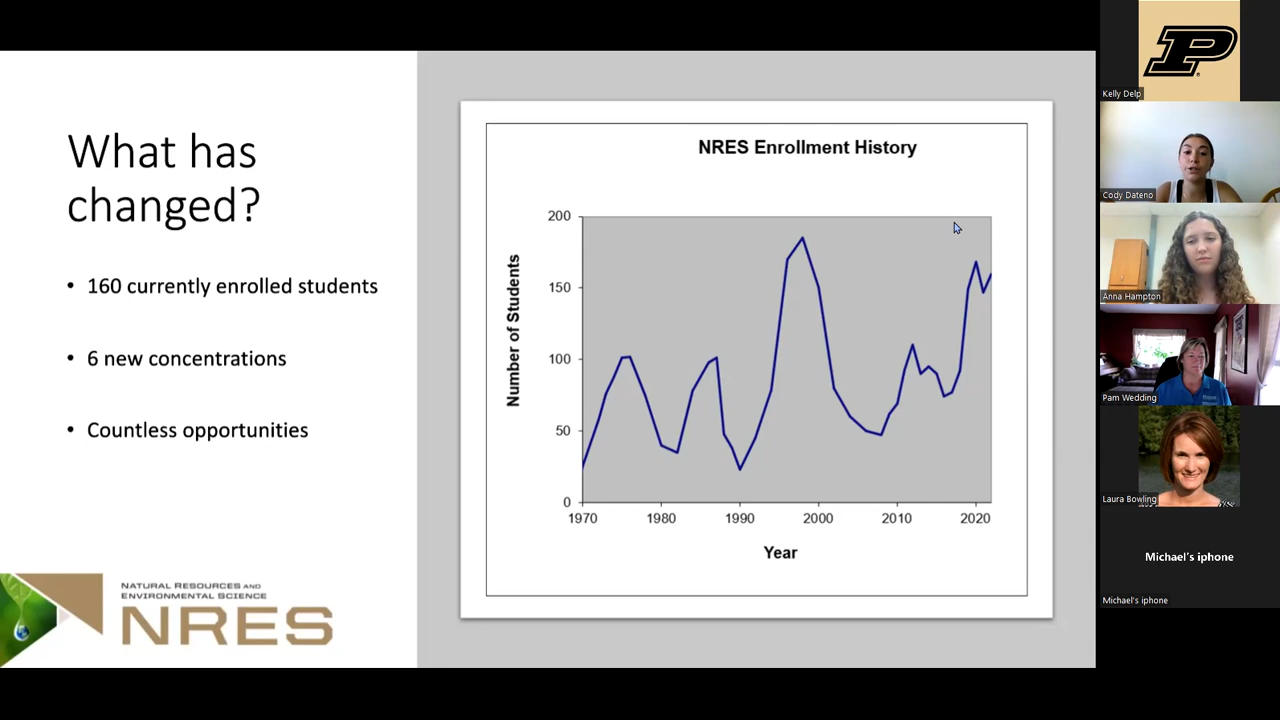 What has
changed?
• 160 currently enrolled students
• 6 new concentrations
• Countless opportunities
NATURAL RESOURCES AND
ENVIRONMENTAL SCIENCE
NRES
NRES Enrollment History
Number of Students
200
150
100
50
0
1970 1980 1990 2000 2010 2020
Year
P
Kelly Delp
Cody Dateno
Anna Hampton
Pam Wedding
Laura Bowling
Michael's iphone
Michael's iphone